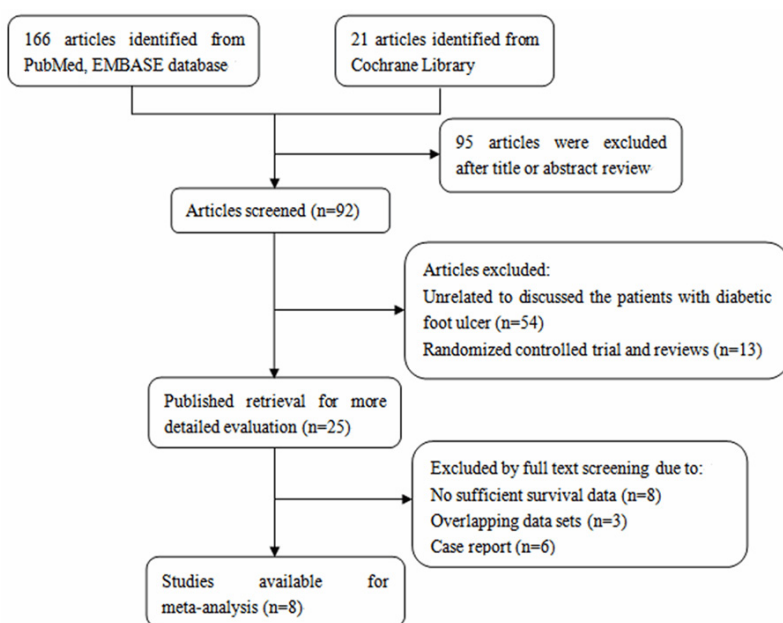 166 articles identified from
PubMed, EMBASE database
21 articles identified from
Cochrane Library
95 articles were excluded
after title or abstract review
Articles screened (n=92)
Articles excluded:
Unrelated to discussed the patients with diabetic
foot ulcer (n=54)
Randomized controlled trial and reviews (n=13)
Published retrieval for more
detailed evaluation (n=25)
Excluded by full text screening due to:
No sufficient survival data (n=8)
Overlapping data sets (n=3)
Case report (n=6)
Studies available for
meta-analysis (n=8)